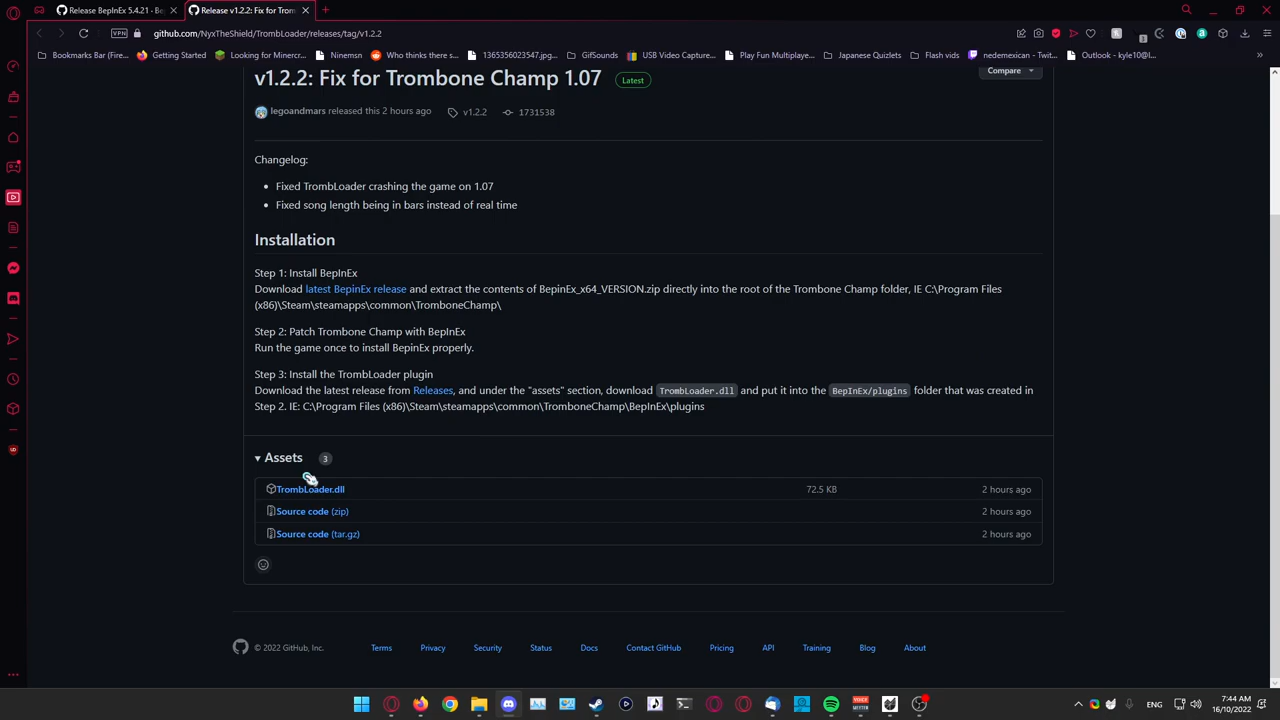 Release BepInEx 5.4.21 · Be
Release v1.2.2: Fix for Trom
VPN
github.com/NyxTheShield/TrombLoader/releases/tag/v1.2.2
Bookmarks Bar (Fire...
Getting Started
Looking for Minecr...
Ninemsn
Who thinks there s...
1365356023547.jpg...
GifSounds
USB Video Capture...
Play Fun Multiplaye...
Japanese Quizlets
Flash vids
nedemexican - Twit...
Outlook – kyle10@l...
v1.2.2: Fix for Trombone Champ 1.07
Latest
Compare
legoandmars released this 2 hours ago
v1.2.2
1731538
Changelog:
Fixed TrombLoader crashing the game on 1.07
Fixed song length being in bars instead of real time
Installation
Step 1: Install BepInEx
Download latest BepinEx release and extract the contents of BepinEx_x64_VERSION.zip directly into the root of the Trombone Champ folder, IE C:\Program Files
(x86)\Steam\steamapps\common\TromboneChamp\
Step 2: Patch Trombone Champ with BepInEx
Run the game once to install BepinEx properly.
Step 3: Install the TrombLoader plugin
Download the latest release from Releases, and under the "assets" section, download TrombLoader.dll and put it into the BepInEx/plugins folder that was created in
Step 2. IE: C:\Program Files (x86)\Steam\steamapps\common\TromboneChamp\BepInEx\plugins
Assets 3
TrombLoader.dll 72.5 KB 2 hours ago
Source code (zip) 2 hours ago
Source code (tar.gz) 2 hours ago
© 2022 GitHub, Inc.
Terms
Privacy
Security
Status
Docs
Contact GitHub
Pricing
API
Training
Blog
About
ENG
7:44 AM
16/10/2022